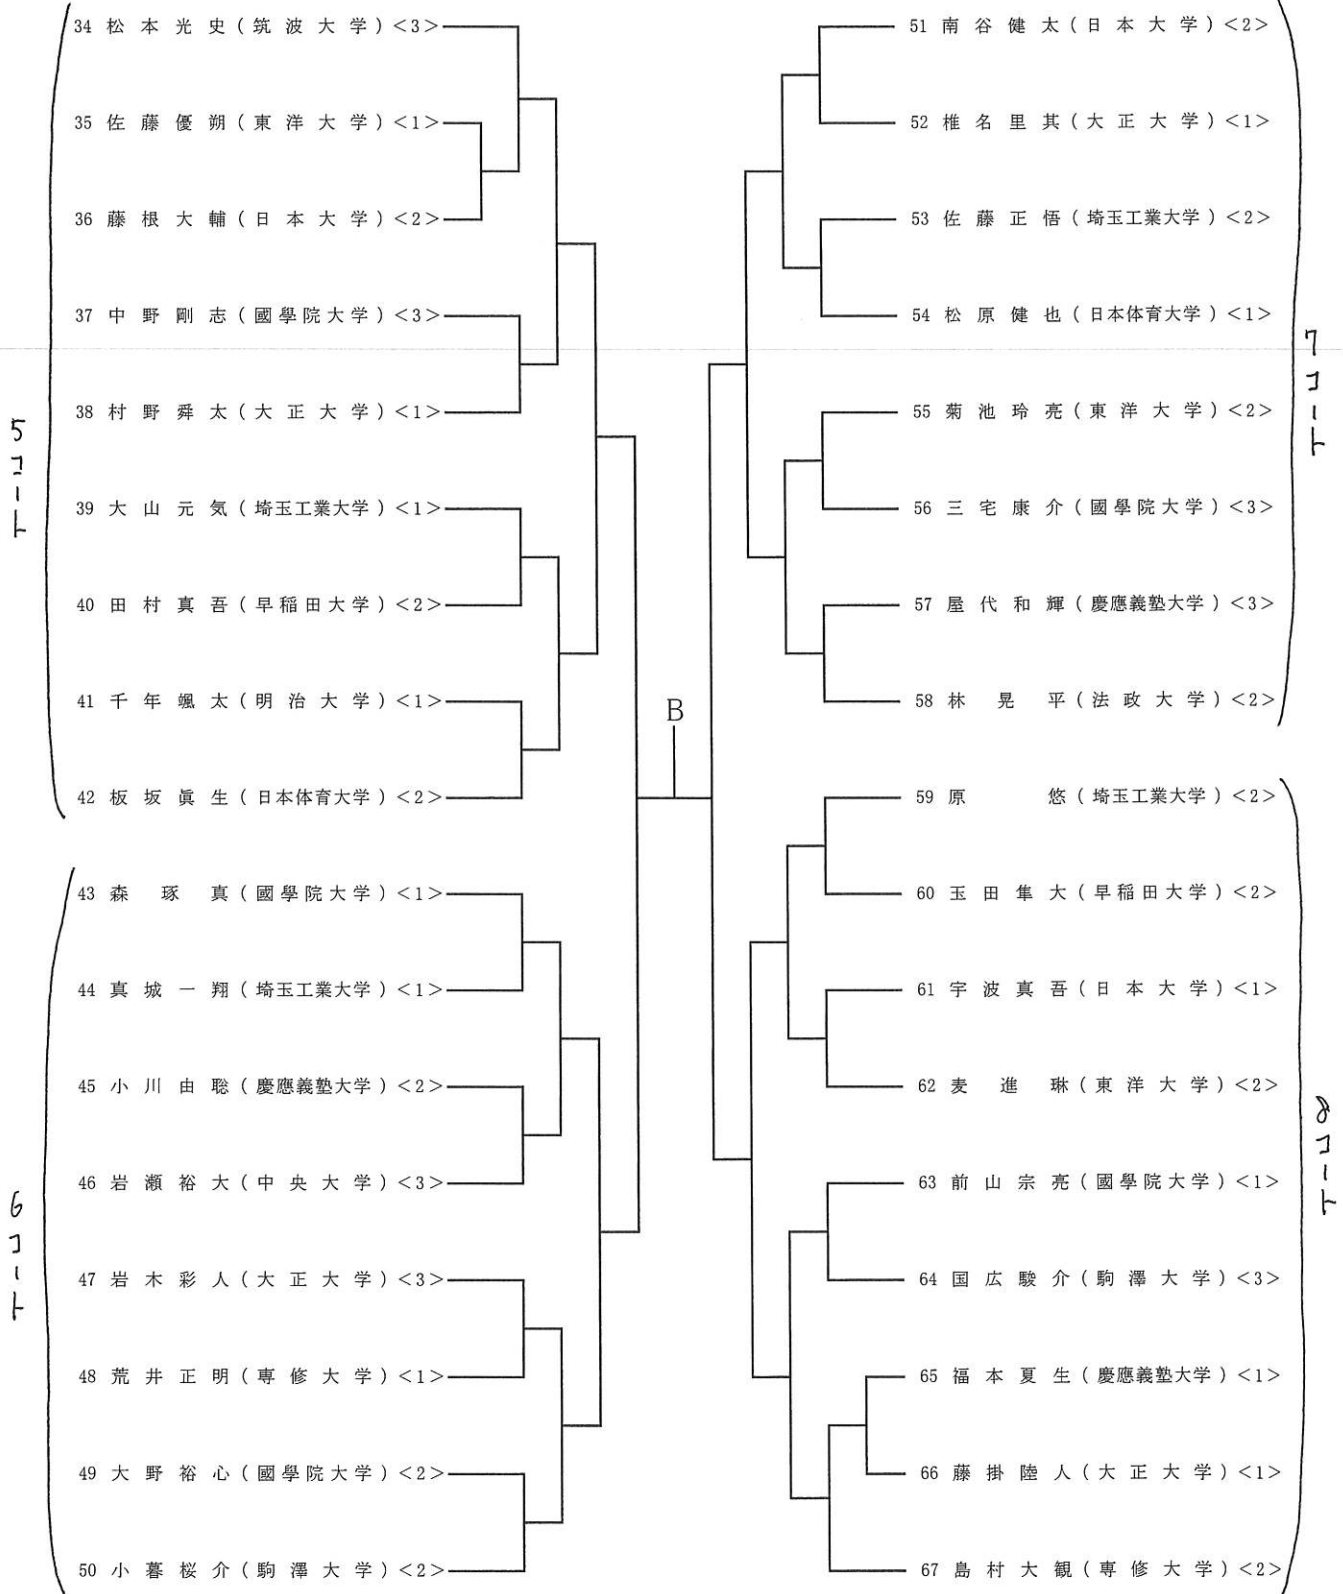 34 松本光史(筑波大学)<3>
35 佐藤優朔(東洋大学)<1>
36 藤根大輔(日本大学)<2>
37 中野剛志(國學院大学)<3>
38 村野舜太(大正大学)<1>
39 大山元気(埼玉工業大学)<1>
40 田村真吾(早稲田大学)<2>
41 千年颯太(明治大学)<1>
42 板坂眞生(日本体育大学)<2>
5コート
43 森琢真(國學院大学)<1>
44 真城一翔(埼玉工業大学)<1>
45 小川由聡(慶應義塾大学)<2>
46 岩瀬裕大(中央大学)<3>
47 岩木彩人(大正大学)<3>
48 荒井正明(専修大学)<1>
49 大野裕心(國學院大学)<2>
50 小暮桜介(駒澤大学)<2>
6コート
B
51 南谷健太(日本大学)<2>
52 椎名里其(大正大学)<1>
53 佐藤正悟(埼玉工業大学)<2>
54 松原健也(日本体育大学)<1>
55 菊池玲亮(東洋大学)<2>
56 三宅康介(國學院大学)<3>
57 屋代和輝(慶應義塾大学)<3>
58 林晃平(法政大学)<2>
7コート
59 原悠(埼玉工業大学)<2>
60 玉田隼大(早稲田大学)<2>
61 宇波真吾(日本大学)<1>
62 麦進琳(東洋大学)<2>
63 前山宗亮(國學院大学)<1>
64 国広駿介(駒澤大学)<3>
65 福本夏生(慶應義塾大学)<1>
66 藤掛陸人(大正大学)<1>
67 島村大観(専修大学)<2>
8コート